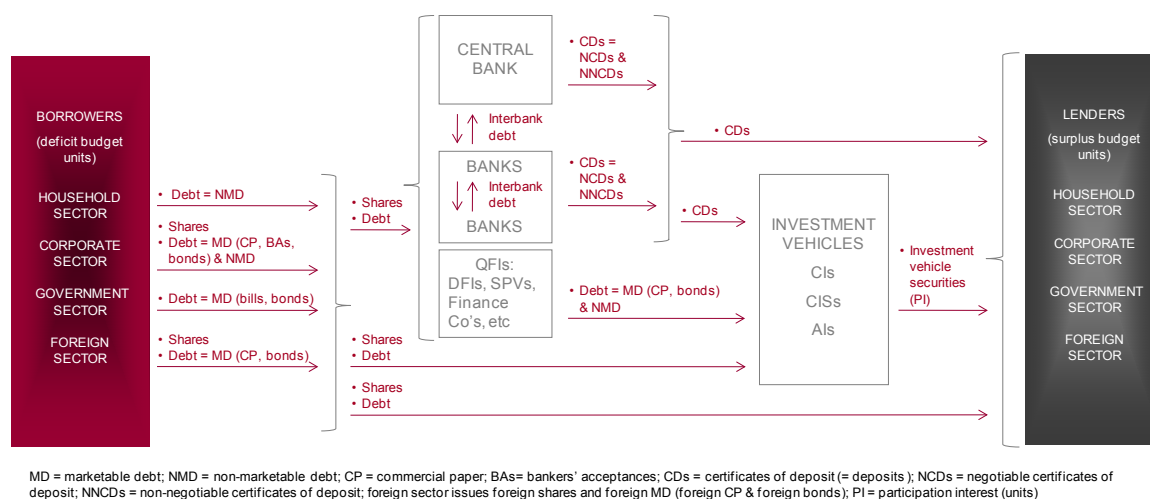 BORROWERS
(deficit budget
units)
HOUSEHOLD
SECTOR
CORPORATE
SECTOR
GOVERNMENT
SECTOR
FOREIGN
SECTOR
• Debt = NMD
• Shares
• Debt = MD (CP, BAs,
bonds) & NMD
• Debt = MD (bills, bonds)
• Shares
• Debt = MD (CP, bonds)
• Shares
• Debt
• Shares
• Debt
• Shares
• Debt
CENTRAL
BANK
Interbank
debt
BANKS
Interbank
debt
BANKS
QFIs:
DFIs, SPVs,
Finance
Co's, etc
• CDs =
NCDs &
NNCDs
• CDs =
NCDs &
NNCDs
• Debt = MD (CP, bonds)
& NMD
• CDs
• CDs
INVESTMENT
VEHICLES
CIs
CISs
AIs
• Investment
vehicle
securities
(PI)
LENDERS
(surplus budget
units)
HOUSEHOLD
SECTOR
CORPORATE
SECTOR
GOVERNMENT
SECTOR
FOREIGN
SECTOR
MD = marketable debt; NMD = non-marketable debt; CP = commercial paper; BAs= bankers' acceptances; CDs = certificates of deposit (= deposits ); NCDs = negotiable certificates of
deposit; NNCDs = non-negotiable certificates of deposit; foreign sector issues foreign shares and foreign MD (foreign CP & foreign bonds); PI = participation interest (units)